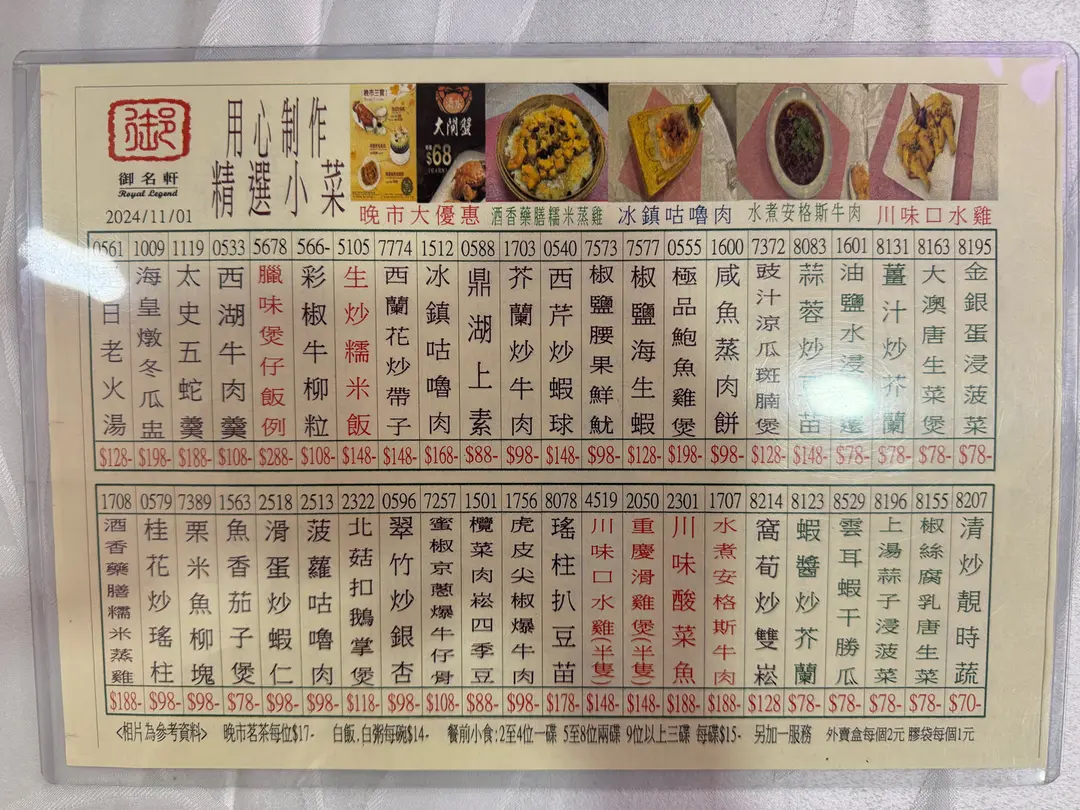 御
御名軒
Royal Legend
2024/11/01
用心制作
精選小菜
大閘蟹
$68
晚市大優惠
酒香藥膳糯米蒸雞
冰鎮咕嚕肉
水煮安格斯牛肉
川味口水雞
0561 日老火湯 $128-
1009 海皇燉冬瓜盅 $198-
1119 太史五蛇羹 $188-
0533 西湖牛肉羹 $108-
5678 臘味煲仔飯例 $288-
566- 彩椒牛柳粒 $108-
5105 生炒糯米飯 $148-
7774 西蘭花炒帶子 $148-
1512 冰鎮咕嚕肉 $168-
0588 鼎湖上素 $88-
1703 芥蘭炒牛肉 $98-
0540 西芹炒蝦球 $148-
7573 椒鹽腰果鮮魷 $98-
7577 椒鹽海生蝦 $128-
0555 極品鮑魚雞煲 $198-
1600 咸魚蒸肉餅 $98-
7372 豉汁涼瓜斑腩煲 $128-
8083 蒜蓉炒苗 $148-
1601 油鹽水浸 $78-
8131 薑汁炒芥蘭 $78-
8163 大澳唐生菜煲 $78-
8195 金銀蛋浸菠菜 $78-
1708 酒香藥膳糯米蒸雞 $188-
0579 桂花炒瑤柱 $98-
7389 栗米魚柳塊 $98-
1563 魚香茄子煲 $78-
2518 滑蛋炒蝦仁 $98-
2513 菠蘿咕嚕肉 $98-
2322 北菇扣鵝掌煲 $118-
0596 翠竹炒銀杏 $98-
7257 蜜椒京蔥爆牛仔骨 $108-
1501 欖菜肉崧四季豆 $88-
1756 虎皮尖椒爆牛肉 $98-
8078 瑤柱扒豆苗 $178-
4519 川味口水雞(半隻) $148-
2050 重慶滑雞煲(半隻) $148-
2301 川味酸菜魚 $188-
1707 水煮安格斯牛肉 $188-
8214 窩荀炒雙崧 $128
8123 蝦醬炒芥蘭 $78-
8529 雲耳蝦干勝瓜 $78-
8196 上湯蒜子浸菠菜 $78-
8155 椒絲腐乳唐生菜 $78-
8207 清炒靚時蔬 $70-
<相片為參考資料> 晚市茗茶每位$17- 白飯.白粥每碗$14- 餐前小食:2至4位一碟 5至8位兩碟 9位以上三碟 每碟$15- 另加一服務 外賣盒每個2元 膠袋每個1元